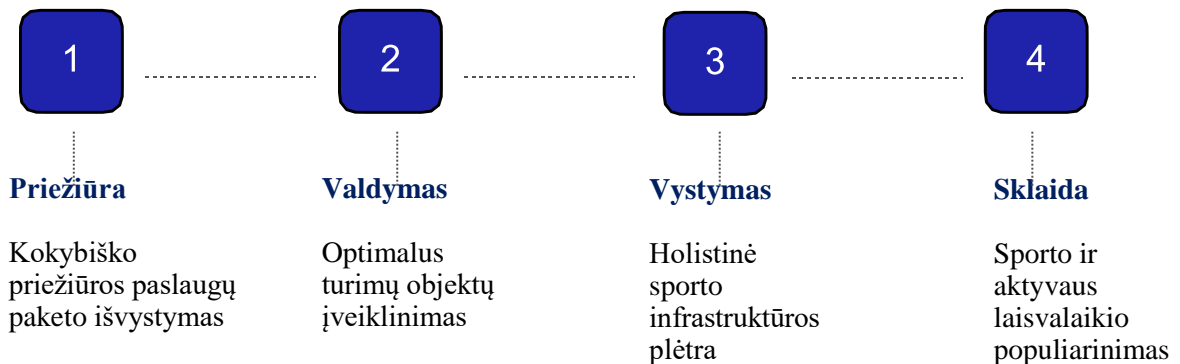 1
2
3
4
Priežiūra
Kokybiško
priežiūros paslaugų
paketo išvystymas
Valdymas
Optimalus
turimų objektų
įveiklinimas
Vystymas
Holistinė
sporto
infrastruktūros
plėtra
Sklaida
Sporto ir
aktyvaus
laisvalaikio
populiarinimas